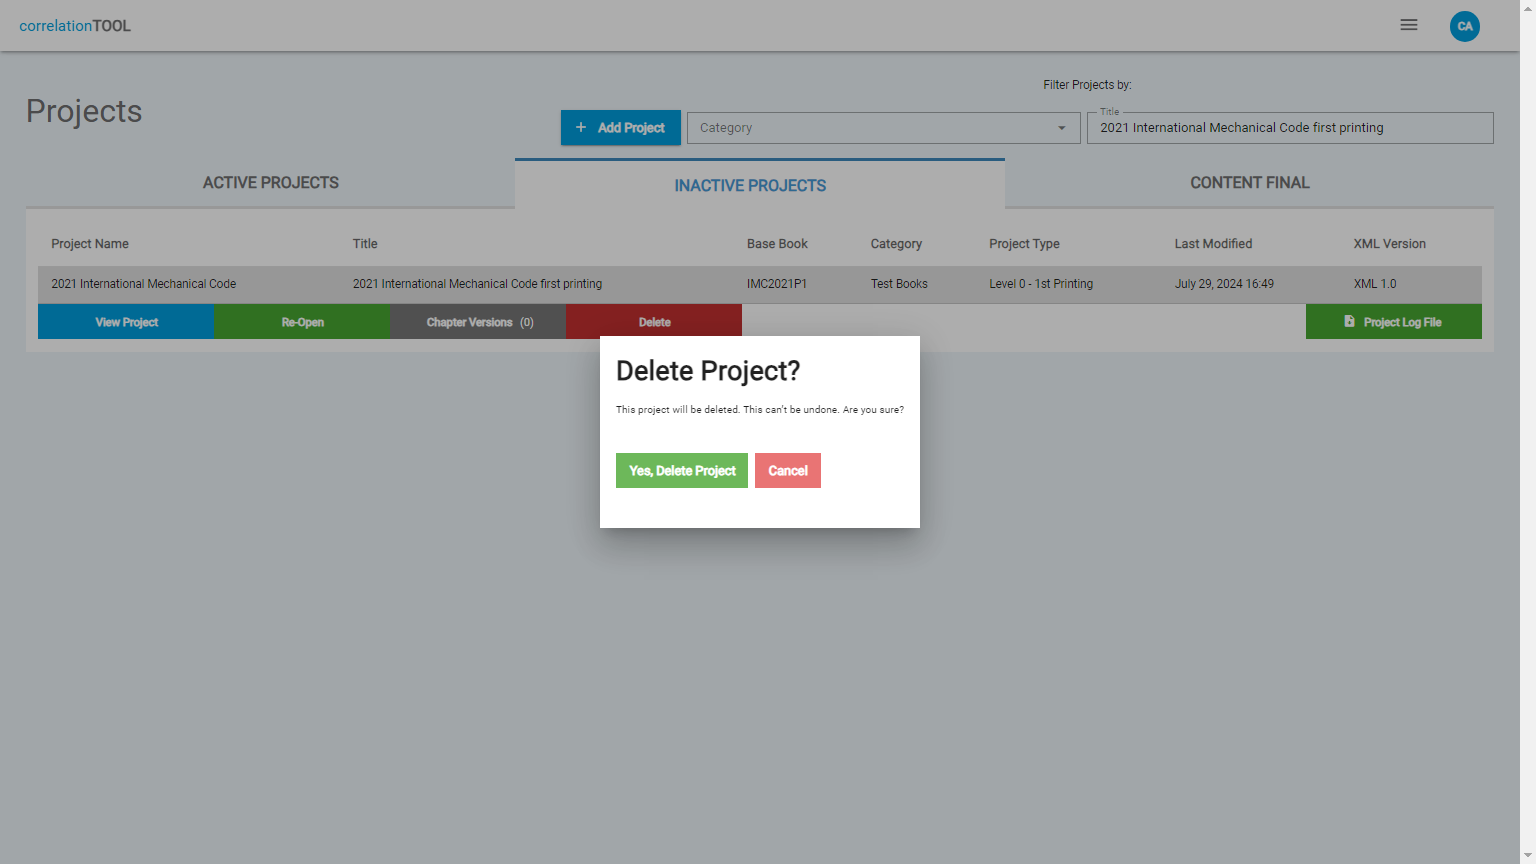 correlationTOOL
CA
Filter Projects by:
Projects
+ Add Project
Category
Title
2021 International Mechanical Code first printing
ACTIVE PROJECTS
INACTIVE PROJECTS
CONTENT FINAL
Project Name Title Base Book Category Project Type Last Modified XML Version
2021 International Mechanical Code 2021 International Mechanical Code first printing IMC2021P1 Test Books Level 0 - 1st Printing July 29, 2024 16:49 XML 1.0
View Project Re-Open Chapter Versions (0) Delete Project Log File
Delete Project?
This project will be deleted. This can't be undone. Are you sure?
Yes, Delete Project Cancel